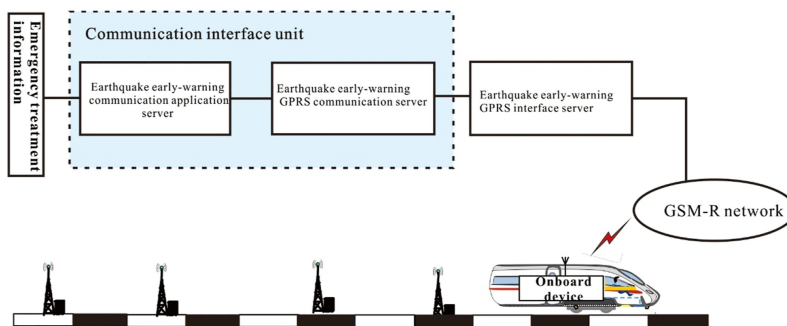 Emergency treatment
information
Communication interface unit
Earthquake early-warning
communication application
server
Earthquake early-warning
GPRS communication server
Earthquake early-warning
GPRS interface server
GSM-R network
Onboard
device